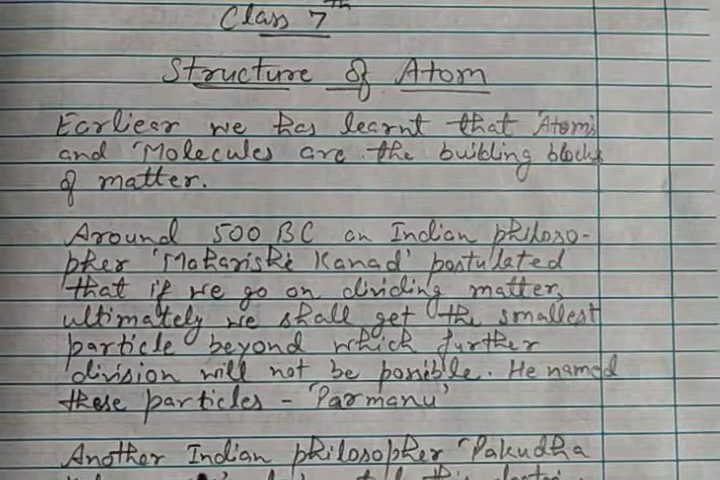 Class 7th
Structure of Atom
Earliear we has learnt that 'Atoms
and 'Molecules are the building blocks
of matter.
Around 500 BC an Indian philoso-
pher 'Maharishi Kanad' postulated
that if we go on dividing matter,
ultimately we shall get the smallest
particle beyond which further
division will not be possible. He named
these particles - 'Parmanu'
Another Indian philosopher 'Pakudha